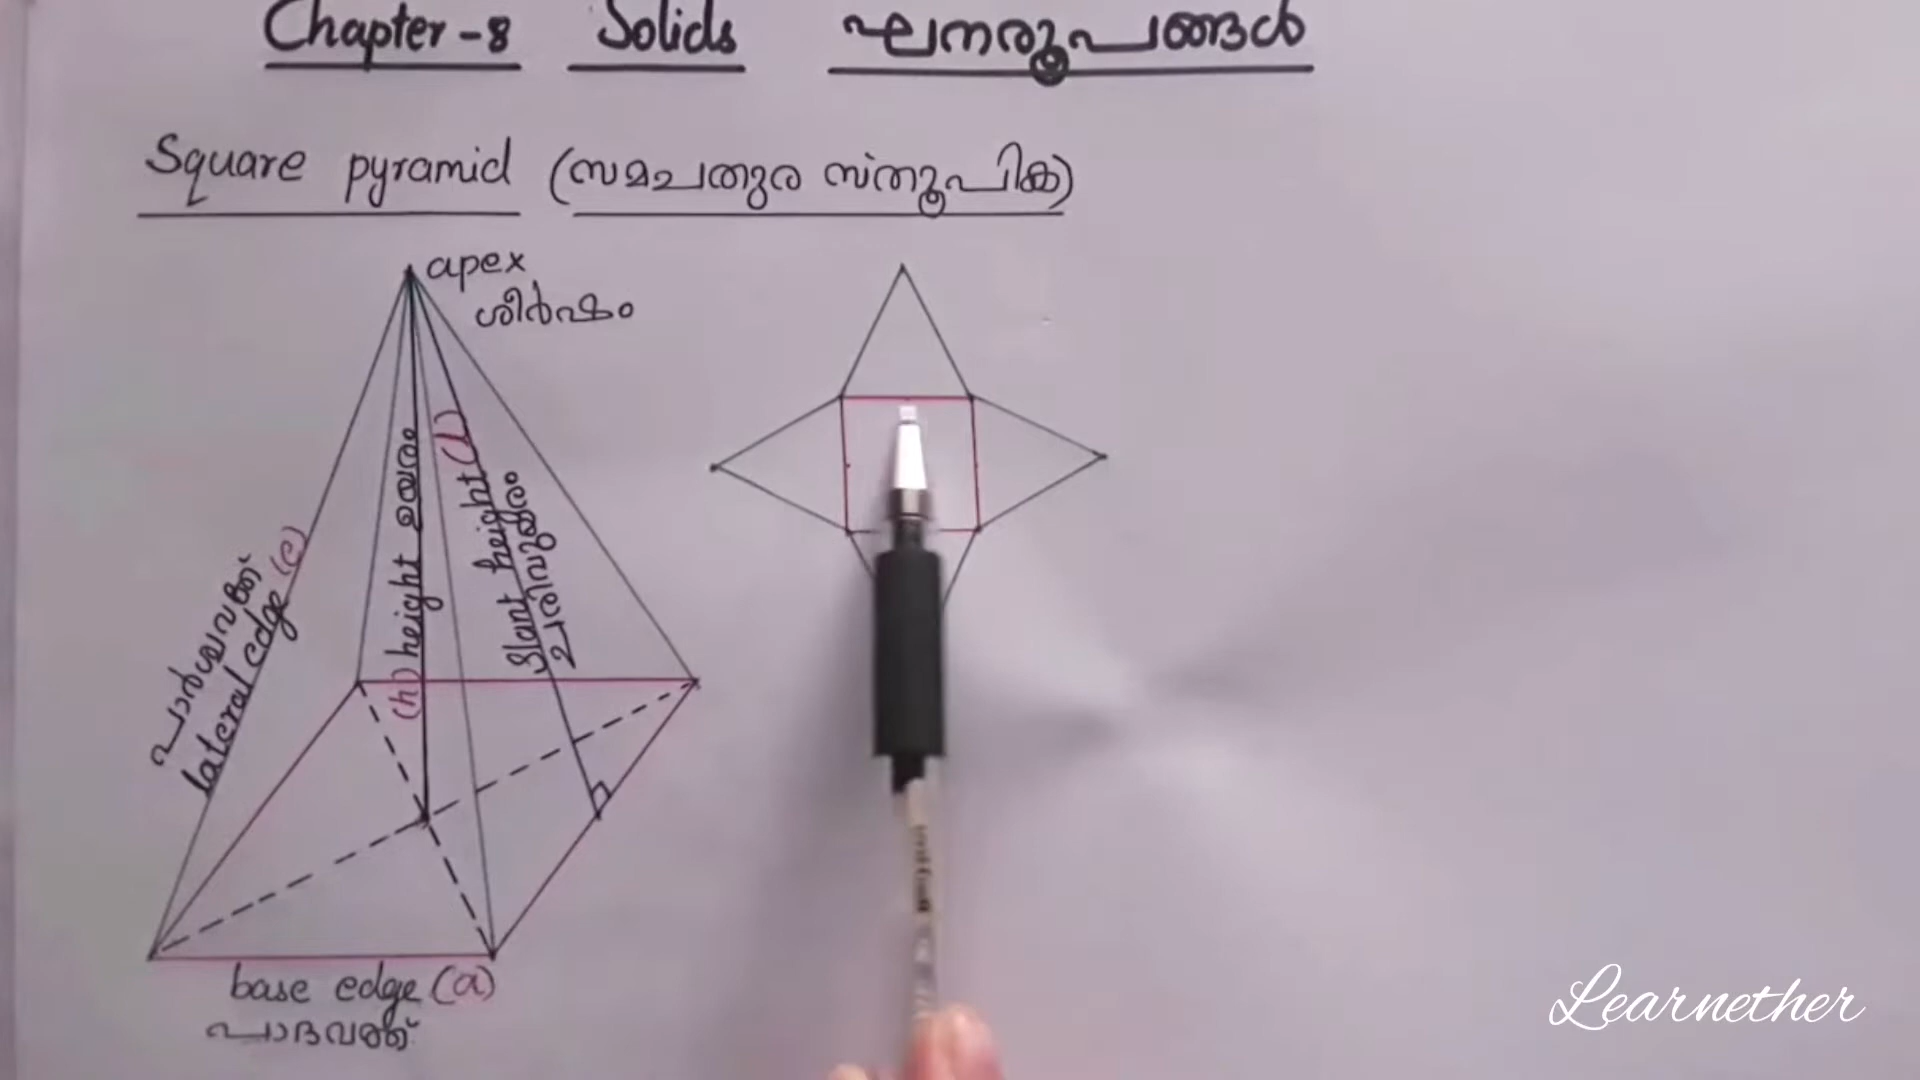 Chapter-8 Solids ഘനരൂപങ്ങൾ
Square pyramid (സമചതുര സ്തൂപിക)
apex
ശീർഷം
പാർശ്വവക്ക്
lateral edge (e)
(h) height ഉയരം
slant height (l)
ചരിവുയരം
base edge (a)
പാദവക്ക്
Learnether